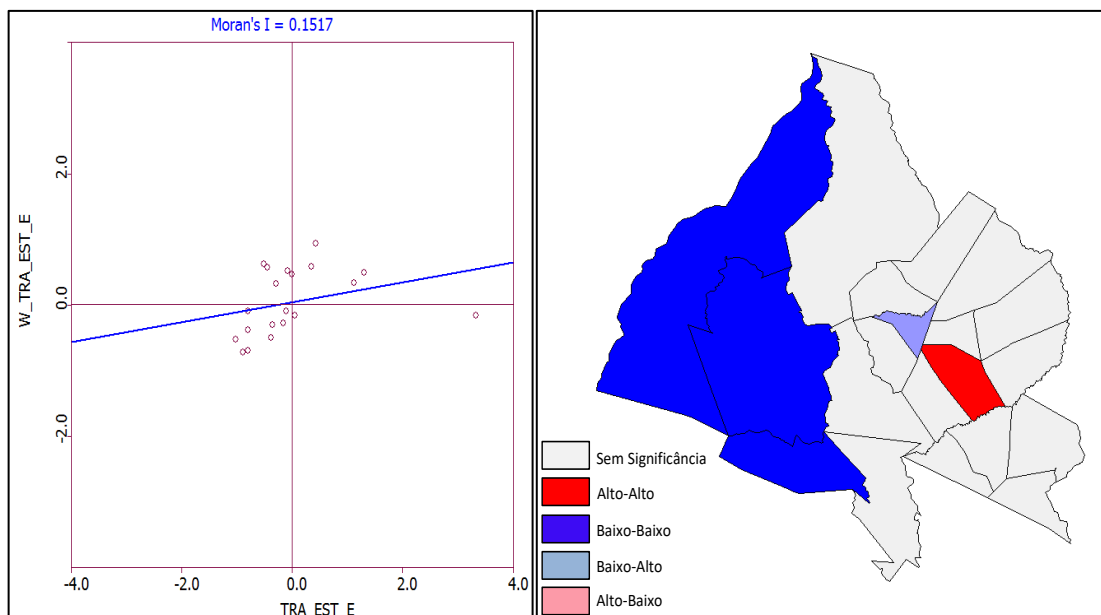 Moran's I = 0.1517
W_TRA_EST_E
2.0
0.0
-2.0
-4.0
-2.0
0.0
2.0
4.0
TRA_EST_E
Sem Significância
Alto-Alto
Baixo-Baixo
Baixo-Alto
Alto-Baixo